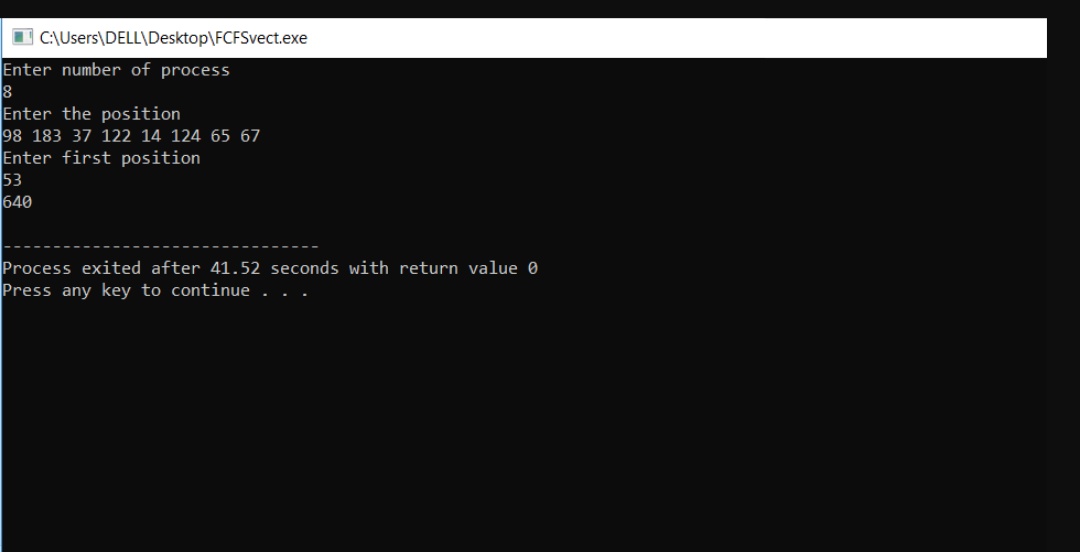 C:\Users\DELL\Desktop\FCFSvect.exe
Enter number of process
8
Enter the position
98 183 37 122 14 124 65 67
Enter first position
53
640
--------------------------------
Process exited after 41.52 seconds with return value 0
Press any key to continue . . .